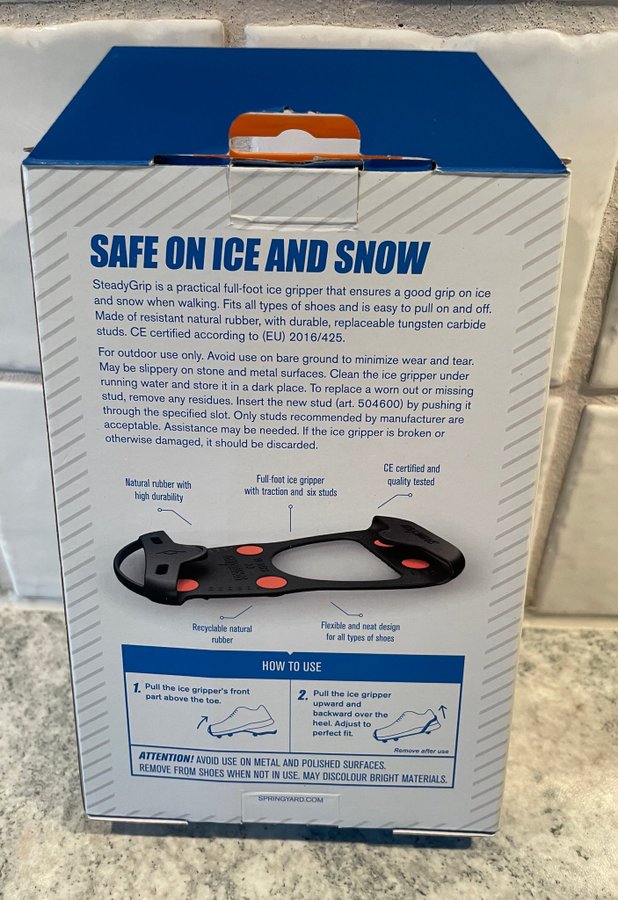 SAFE ON ICE AND SNOW
SteadyGrip is a practical full-foot ice gripper that ensures a good grip on ice
and snow when walking. Fits all types of shoes and is easy to pull on and off.
Made of resistant natural rubber, with durable, replaceable tungsten carbide
studs. CE certified according to (EU) 2016/425.
For outdoor use only. Avoid use on bare ground to minimize wear and tear.
May be slippery on stone and metal surfaces. Clean the ice gripper under
running water and store it in a dark place. To replace a worn out or missing
stud, remove any residues. Insert the new stud (art. 504600) by pushing it
through the specified slot. Only studs recommended by manufacturer are
acceptable. Assistance may be needed. If the ice gripper is broken or
otherwise damaged, it should be discarded.
Natural rubber with
high durability
Full-foot ice gripper
with traction and six studs
CE certified and
quality tested
Recyclable natural
rubber
Flexible and neat design
for all types of shoes
HOW TO USE
1. Pull the ice gripper's front
part above the toe.
2. Pull the ice gripper
upward and
backward over the
heel. Adjust to
perfect fit.
Remove after use
ATTENTION! AVOID USE ON METAL AND POLISHED SURFACES.
REMOVE FROM SHOES WHEN NOT IN USE. MAY DISCOLOUR BRIGHT MATERIALS.
SPRINGYARD.COM